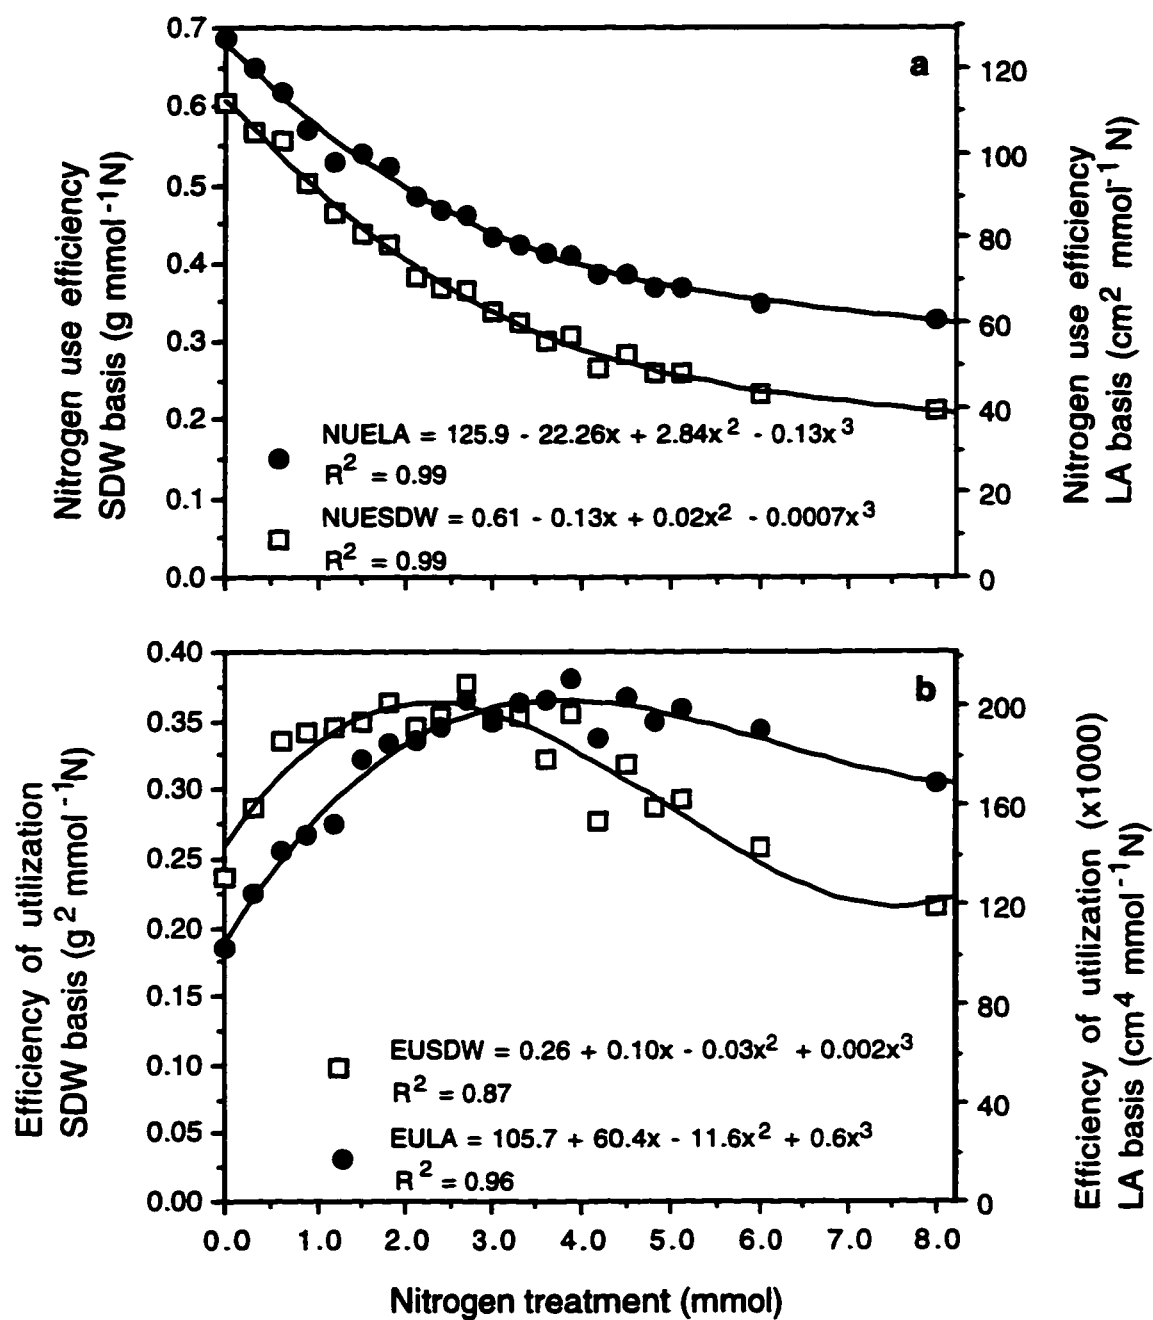 a
Nitrogen use efficiency
SDW basis (g mmol⁻¹N)
0.7
0.6
0.5
0.4
0.3
0.2
0.1
0.0
120
100
80
60
40
20
0
Nitrogen use efficiency
LA basis (cm² mmol⁻¹N)
NUELA = 125.9 - 22.26x + 2.84x² - 0.13x³
R² = 0.99
NUESDW = 0.61 - 0.13x + 0.02x² - 0.0007x³
R² = 0.99
b
Efficiency of utilization
SDW basis (g² mmol⁻¹N)
0.40
0.35
0.30
0.25
0.20
0.15
0.10
0.05
0.00
200
160
120
80
40
0
Efficiency of utilization (x1000)
LA basis (cm⁴ mmol⁻¹N)
EUSDW = 0.26 + 0.10x - 0.03x² + 0.002x³
R² = 0.87
EULA = 105.7 + 60.4x - 11.6x² + 0.6x³
R² = 0.96
0.0 1.0 2.0 3.0 4.0 5.0 6.0 7.0 8.0
Nitrogen treatment (mmol)